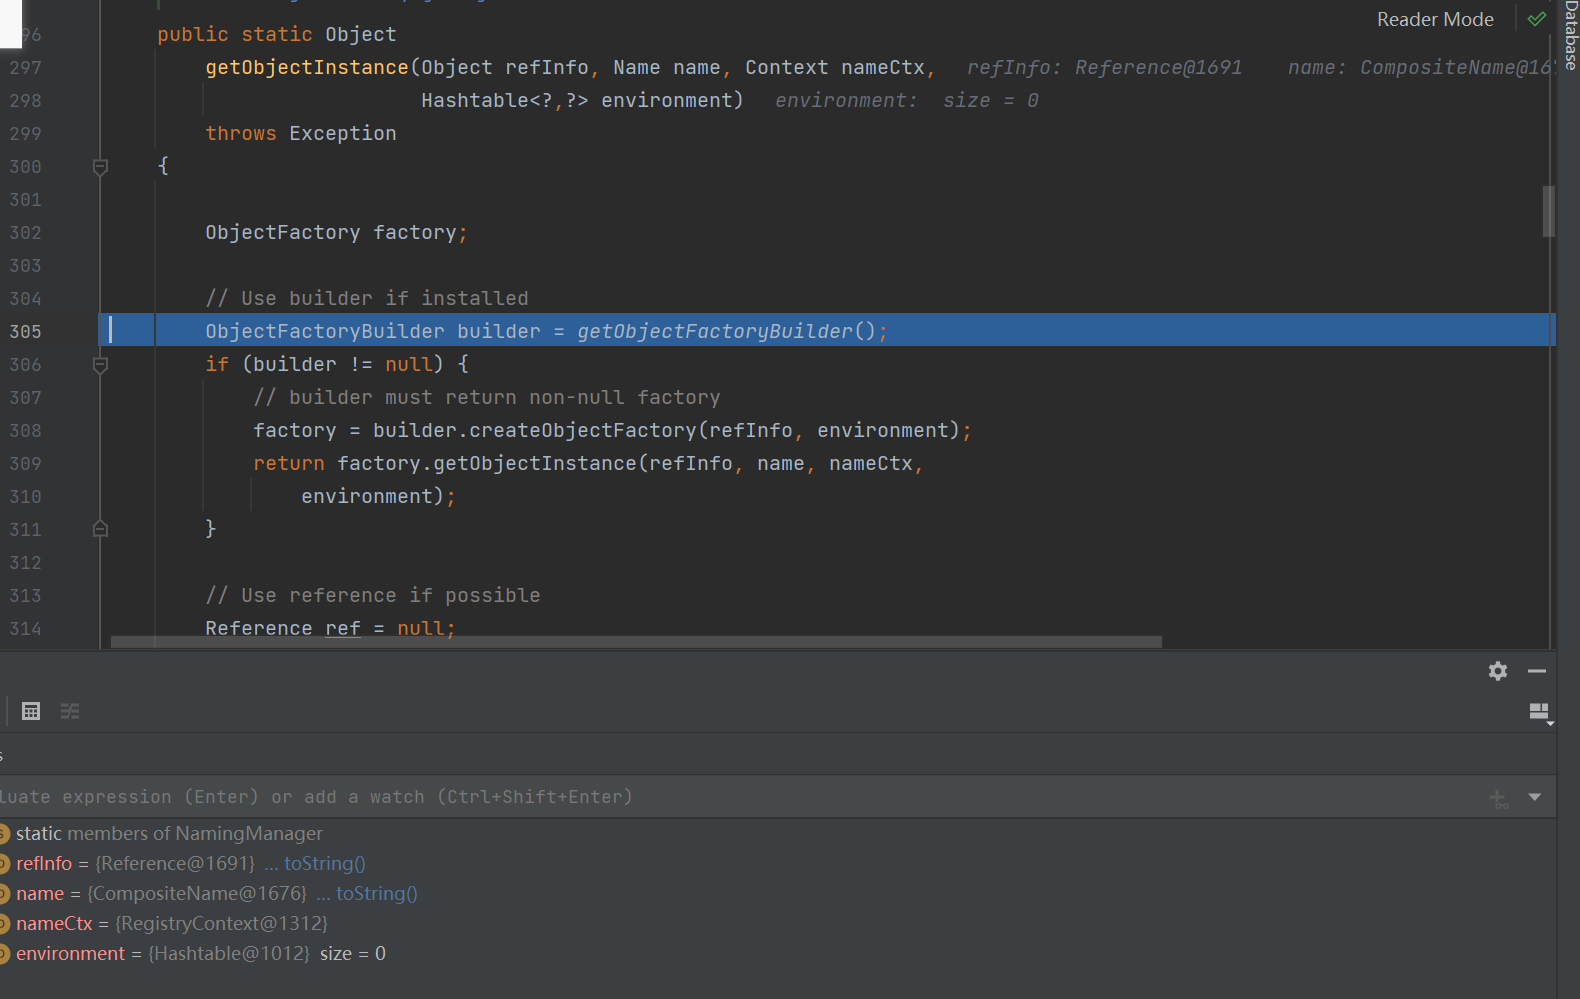 96 public static Object
Reader Mode
Database
297 getObjectInstance(Object refInfo, Name name, Context nameCtx, refInfo: Reference@1691 name: CompositeName@16
298 Hashtable<?,?> environment) environment: size = 0
299 throws Exception
300 {
301
302 ObjectFactory factory;
303
304 // Use builder if installed
305 ObjectFactoryBuilder builder = getObjectFactoryBuilder();
306 if (builder != null) {
307 // builder must return non-null factory
308 factory = builder.createObjectFactory(refInfo, environment);
309 return factory.getObjectInstance(refInfo, name, nameCtx,
310 environment);
311 }
312
313 // Use reference if possible
314 Reference ref = null;
s
luate expression (Enter) or add a watch (Ctrl+Shift+Enter)
static members of NamingManager
refInfo = {Reference@1691} ... toString()
name = {CompositeName@1676} ... toString()
nameCtx = {RegistryContext@1312}
environment = {Hashtable@1012} size = 0